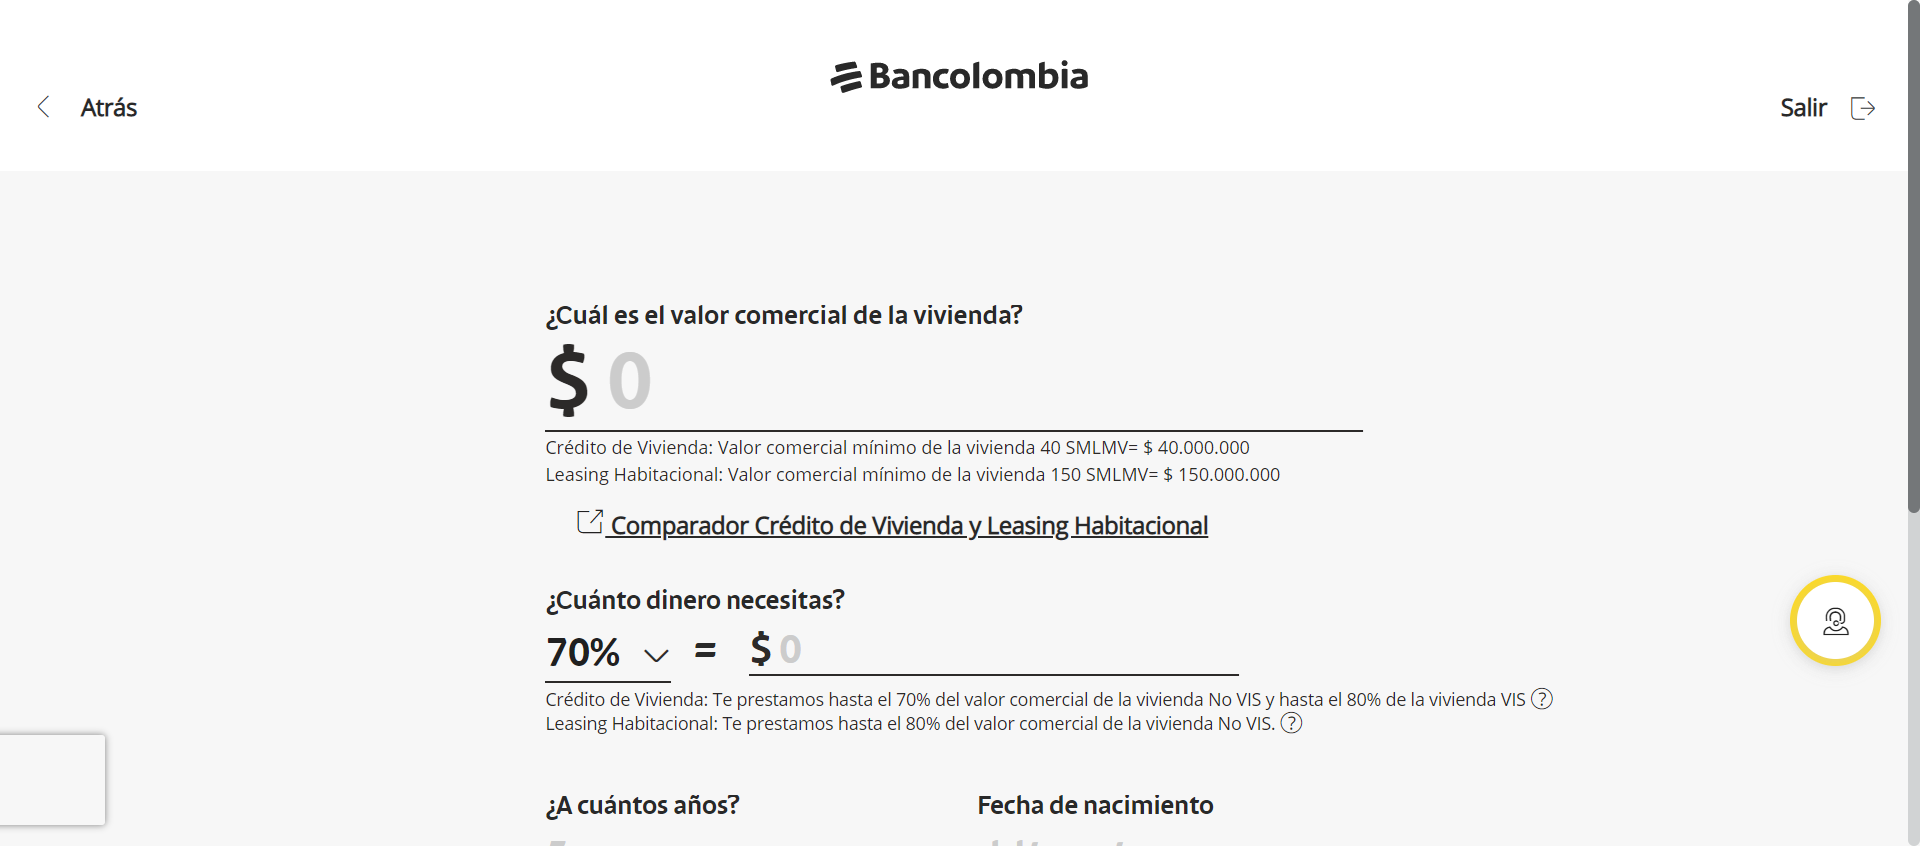 Bancolombia
Atrás
Salir
¿Cuál es el valor comercial de la vivienda?
$ 0
Crédito de Vivienda: Valor comercial mínimo de la vivienda 40 SMLMV= $ 40.000.000
Leasing Habitacional: Valor comercial mínimo de la vivienda 150 SMLMV= $ 150.000.000
Comparador Crédito de Vivienda y Leasing Habitacional
¿Cuánto dinero necesitas?
70% = $ 0
Crédito de Vivienda: Te prestamos hasta el 70% del valor comercial de la vivienda No VIS y hasta el 80% de la vivienda VIS ?
Leasing Habitacional: Te prestamos hasta el 80% del valor comercial de la vivienda No VIS. ?
¿A cuántos años? Fecha de nacimiento